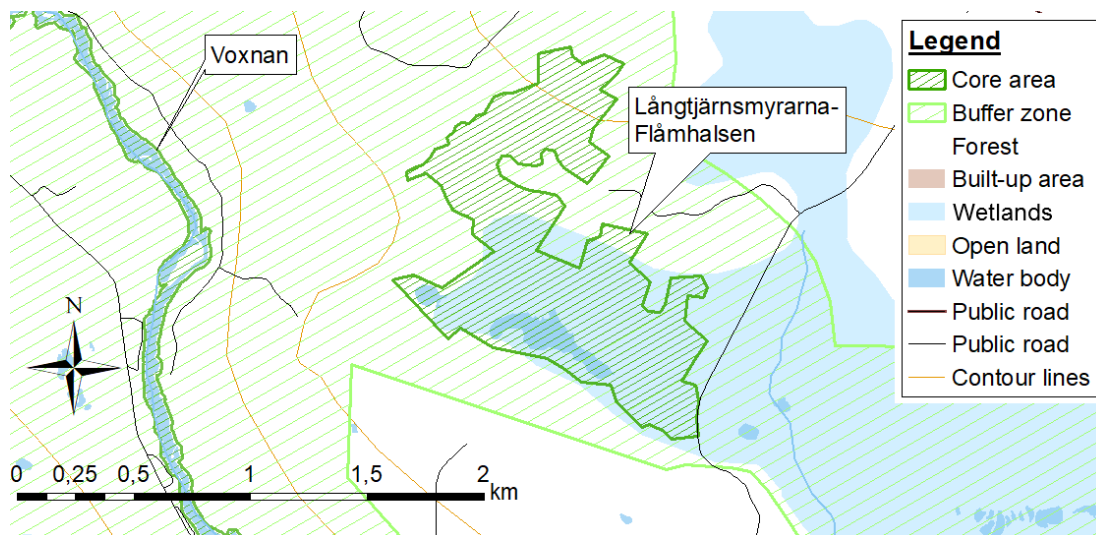 Voxnan
Långtjärnsmyrarna-
Flåmhalsen
Legend
Core area
Buffer zone
Forest
Built-up area
Wetlands
Open land
Water body
Public road
Public road
Contour lines
N
0 0,25 0,5 1 1,5 2
km